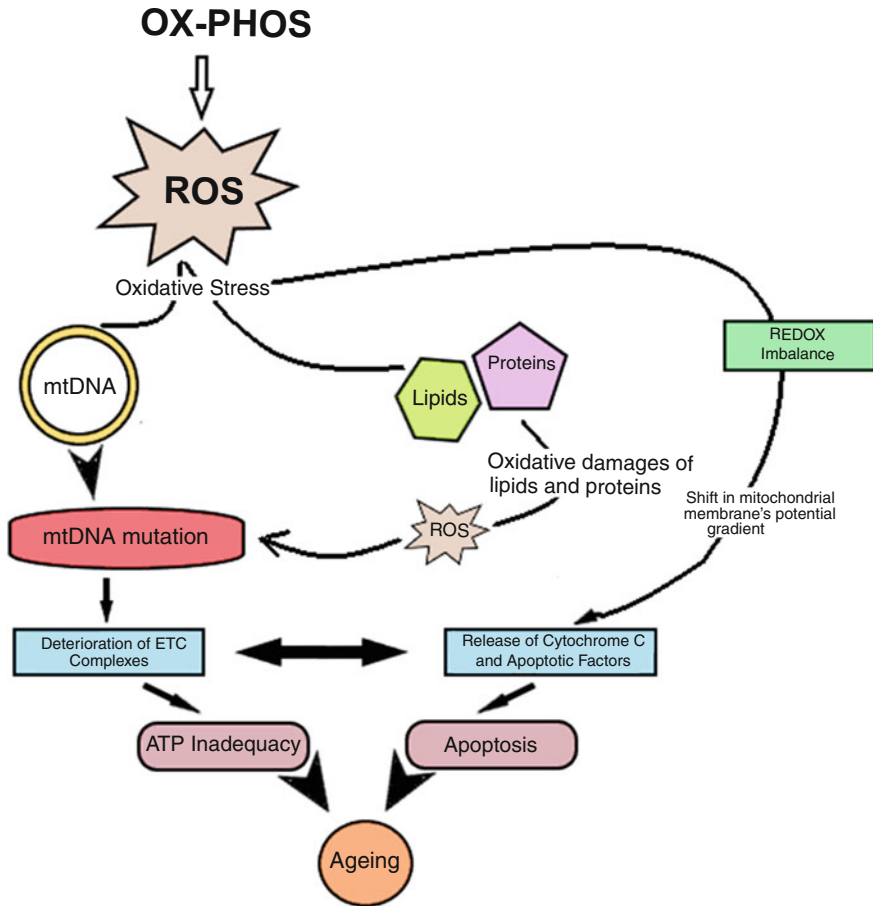 OX-PHOS
ROS
Oxidative Stress
mtDNA
Lipids
Proteins
REDOX
Imbalance
Oxidative damages of
lipids and proteins
Shift in mitochondrial
membrane's potential
gradient
ROS
mtDNA mutation
Deterioration of ETC
Complexes
Release of Cytochrome C
and Apoptotic Factors
ATP Inadequacy
Apoptosis
Ageing